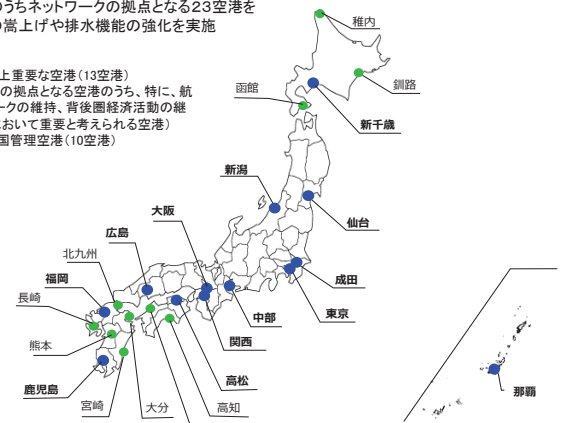 のうちネットワークの拠点となる23空港を
の嵩上げや排水機能の強化を実施
上重要な空港(13空港)
の拠点となる空港のうち、特に、航
ークの維持、背後圏経済活動の継
おいて重要と考えられる空港)
国管理空港(10空港)
稚内
釧路
函館
新千歳
新潟
仙台
大阪
広島
北九州
福岡
長崎
熊本
鹿児島
宮崎
大分
高知
高松
関西
中部
東京
成田
那覇